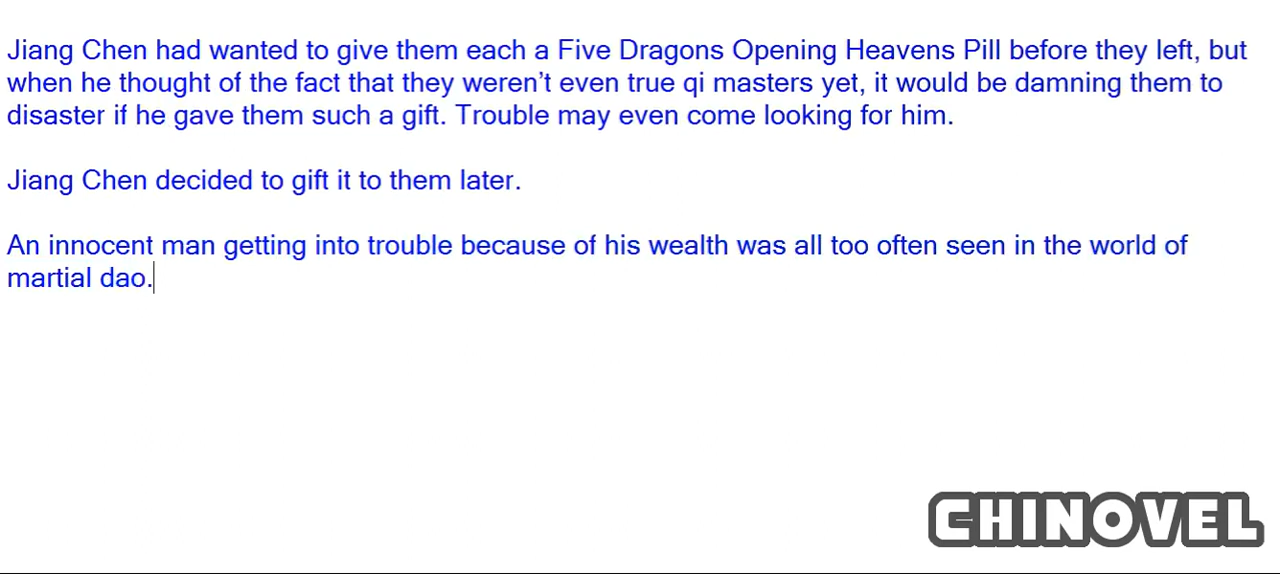 Jiang Chen had wanted to give them each a Five Dragons Opening Heavens Pill before they left, but
when he thought of the fact that they weren’t even true qi masters yet, it would be damning them to
disaster if he gave them such a gift. Trouble may even come looking for him.
Jiang Chen decided to gift it to them later.
An innocent man getting into trouble because of his wealth was all too often seen in the world of
martial dao.
CHINOVEL